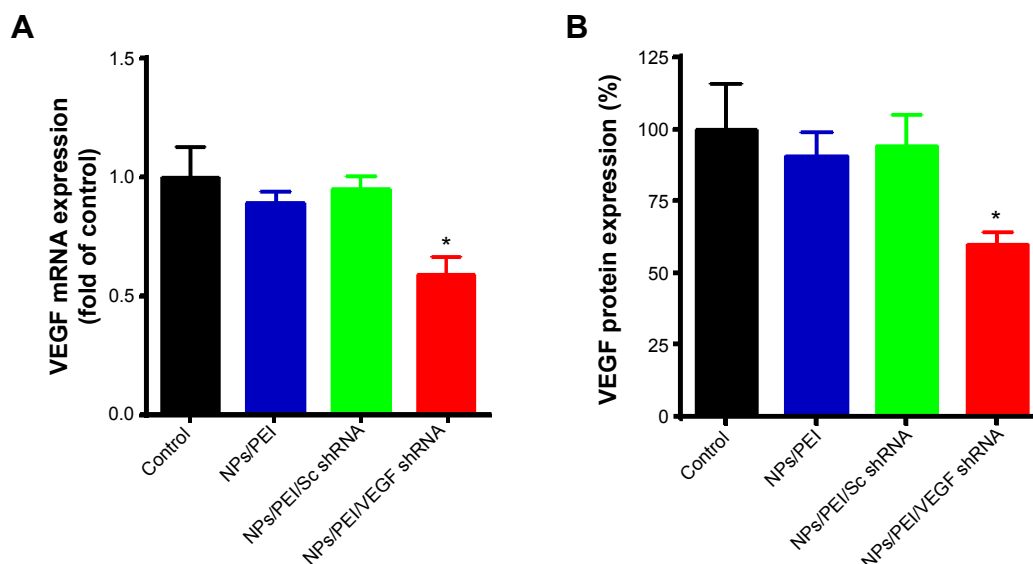 A
VEGF mRNA expression
(fold of control)
1.5
1.0
0.5
0.0
*
Control
NPs/PEI
NPs/PEI/Sc shRNA
NPs/PEI/VEGF shRNA
B
VEGF protein expression (%)
125
100
75
50
25
0
*
Control
NPs/PEI
NPs/PEI/Sc shRNA
NPs/PEI/VEGF shRNA